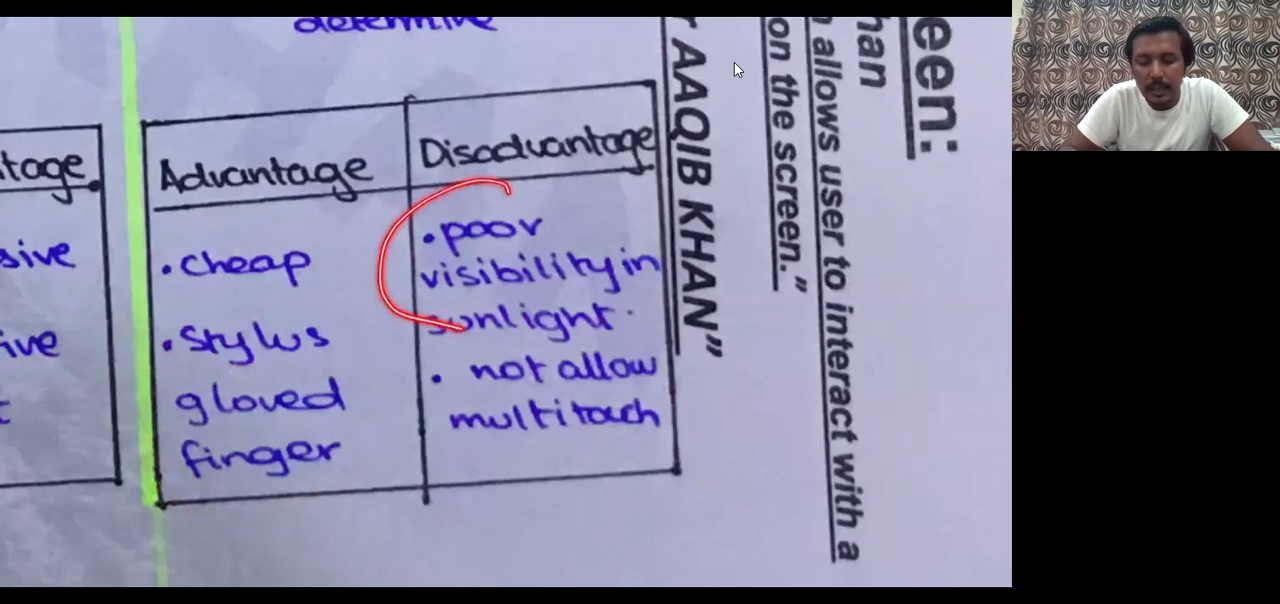 determine
tage.
Advantage
Disadvantage
sive
ive
. cheap
. Stylus
gloved
finger
. poor
visibility in
sunlight.
. not allow
multitouch
een:
han
allows user to interact with a
on the screen."
AAQIB KHAN"